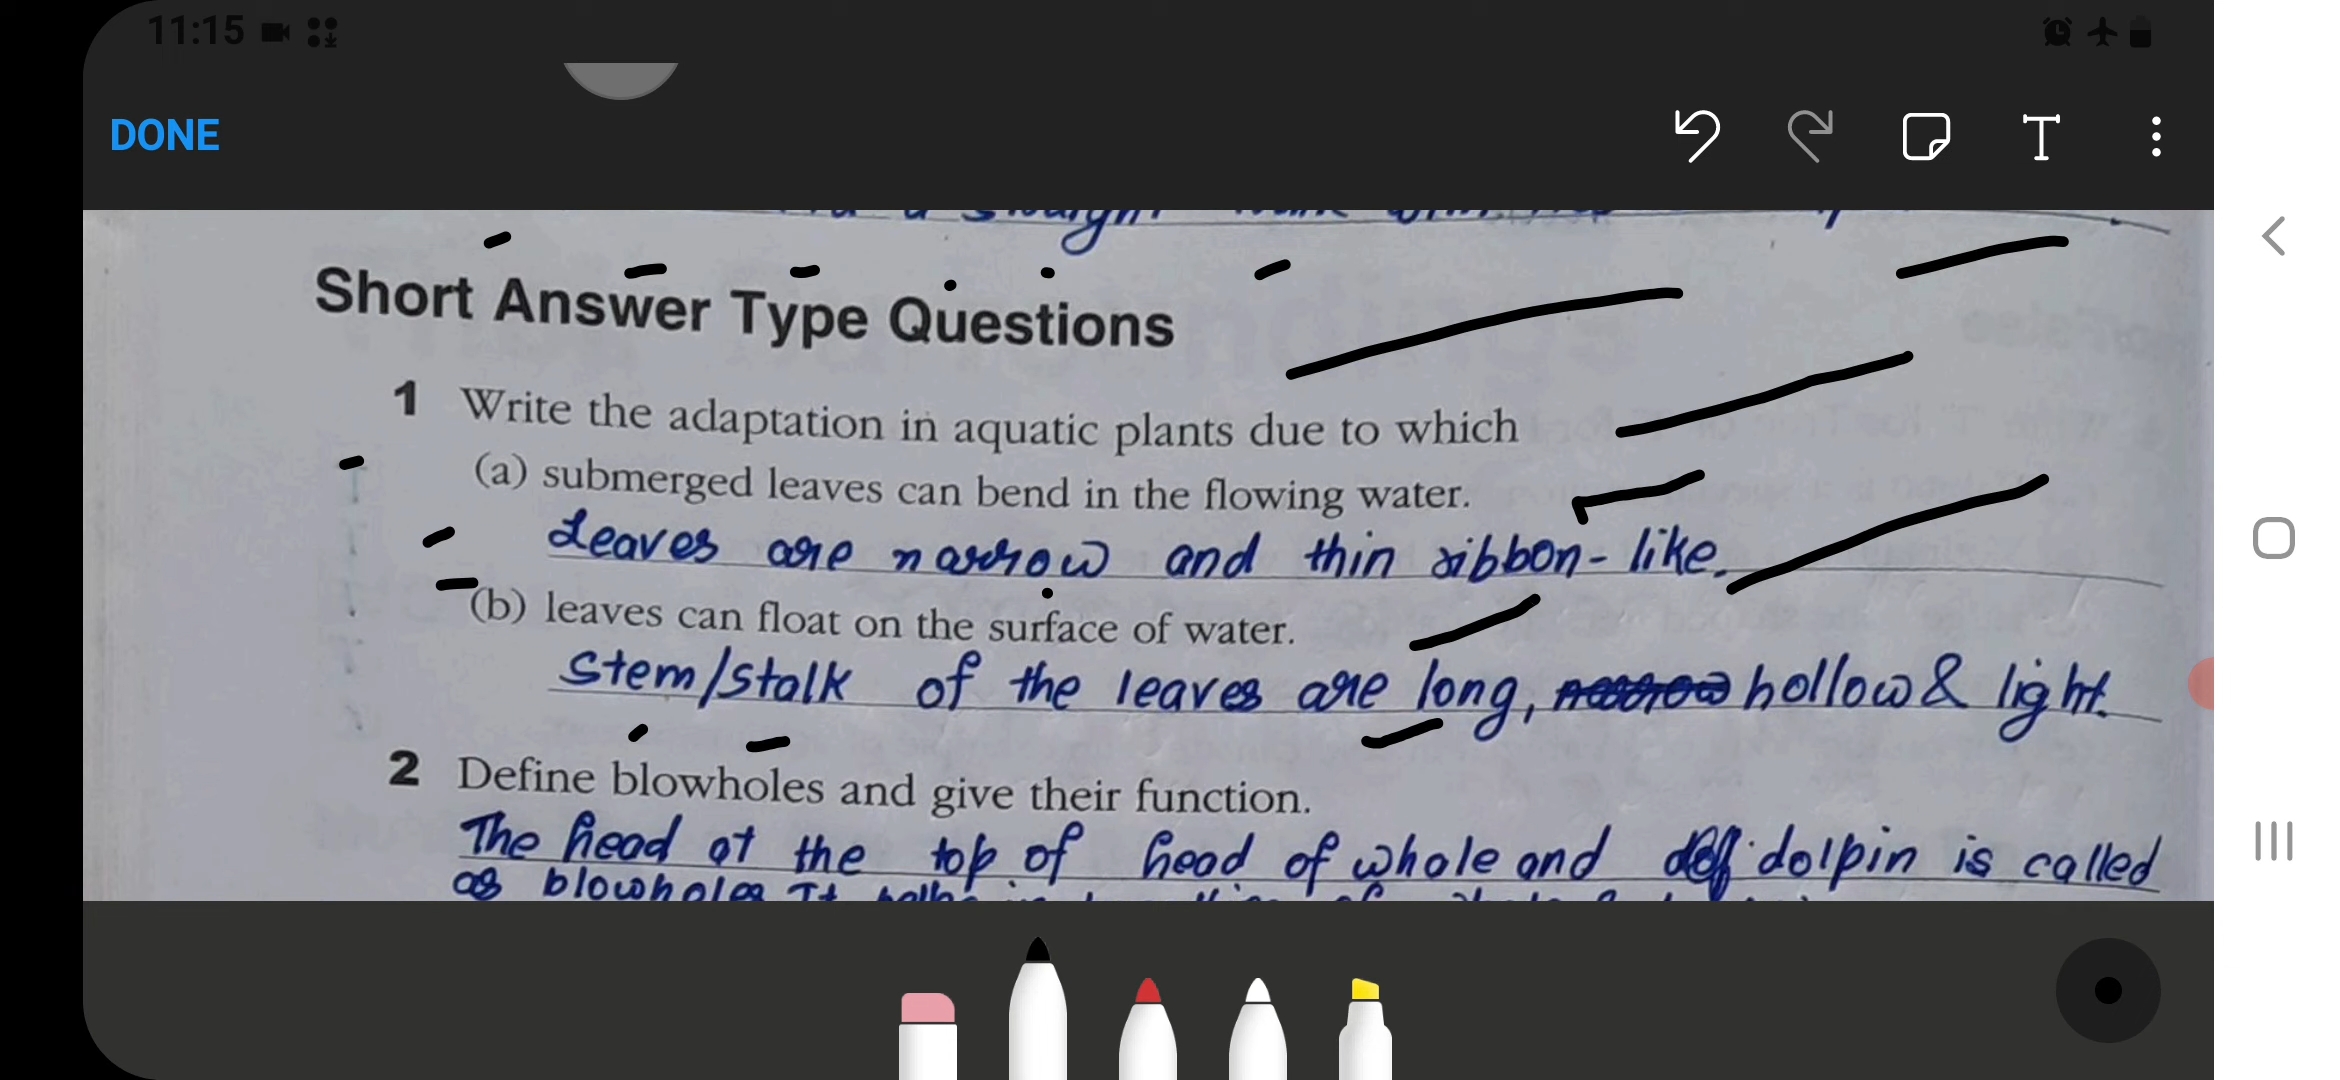 11:15
DONE
T
Short Answer Type Questions
1 Write the adaptation in aquatic plants due to which
(a) submerged leaves can bend in the flowing water.
Leaves are narrow and thin ribbon-like.
(b) leaves can float on the surface of water.
Stem/stalk of the leaves are long, hollow & light.
2 Define blowholes and give their function.
The head at the top of head of whale and dolpin is called
as blowholes It helps in